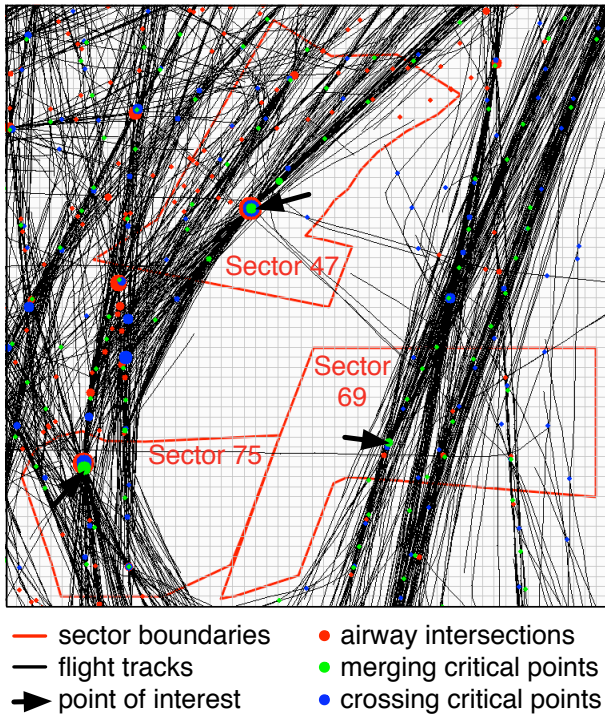 Sector 47
Sector
69
Sector 75
sector boundaries
flight tracks
point of interest
airway intersections
merging critical points
crossing critical points